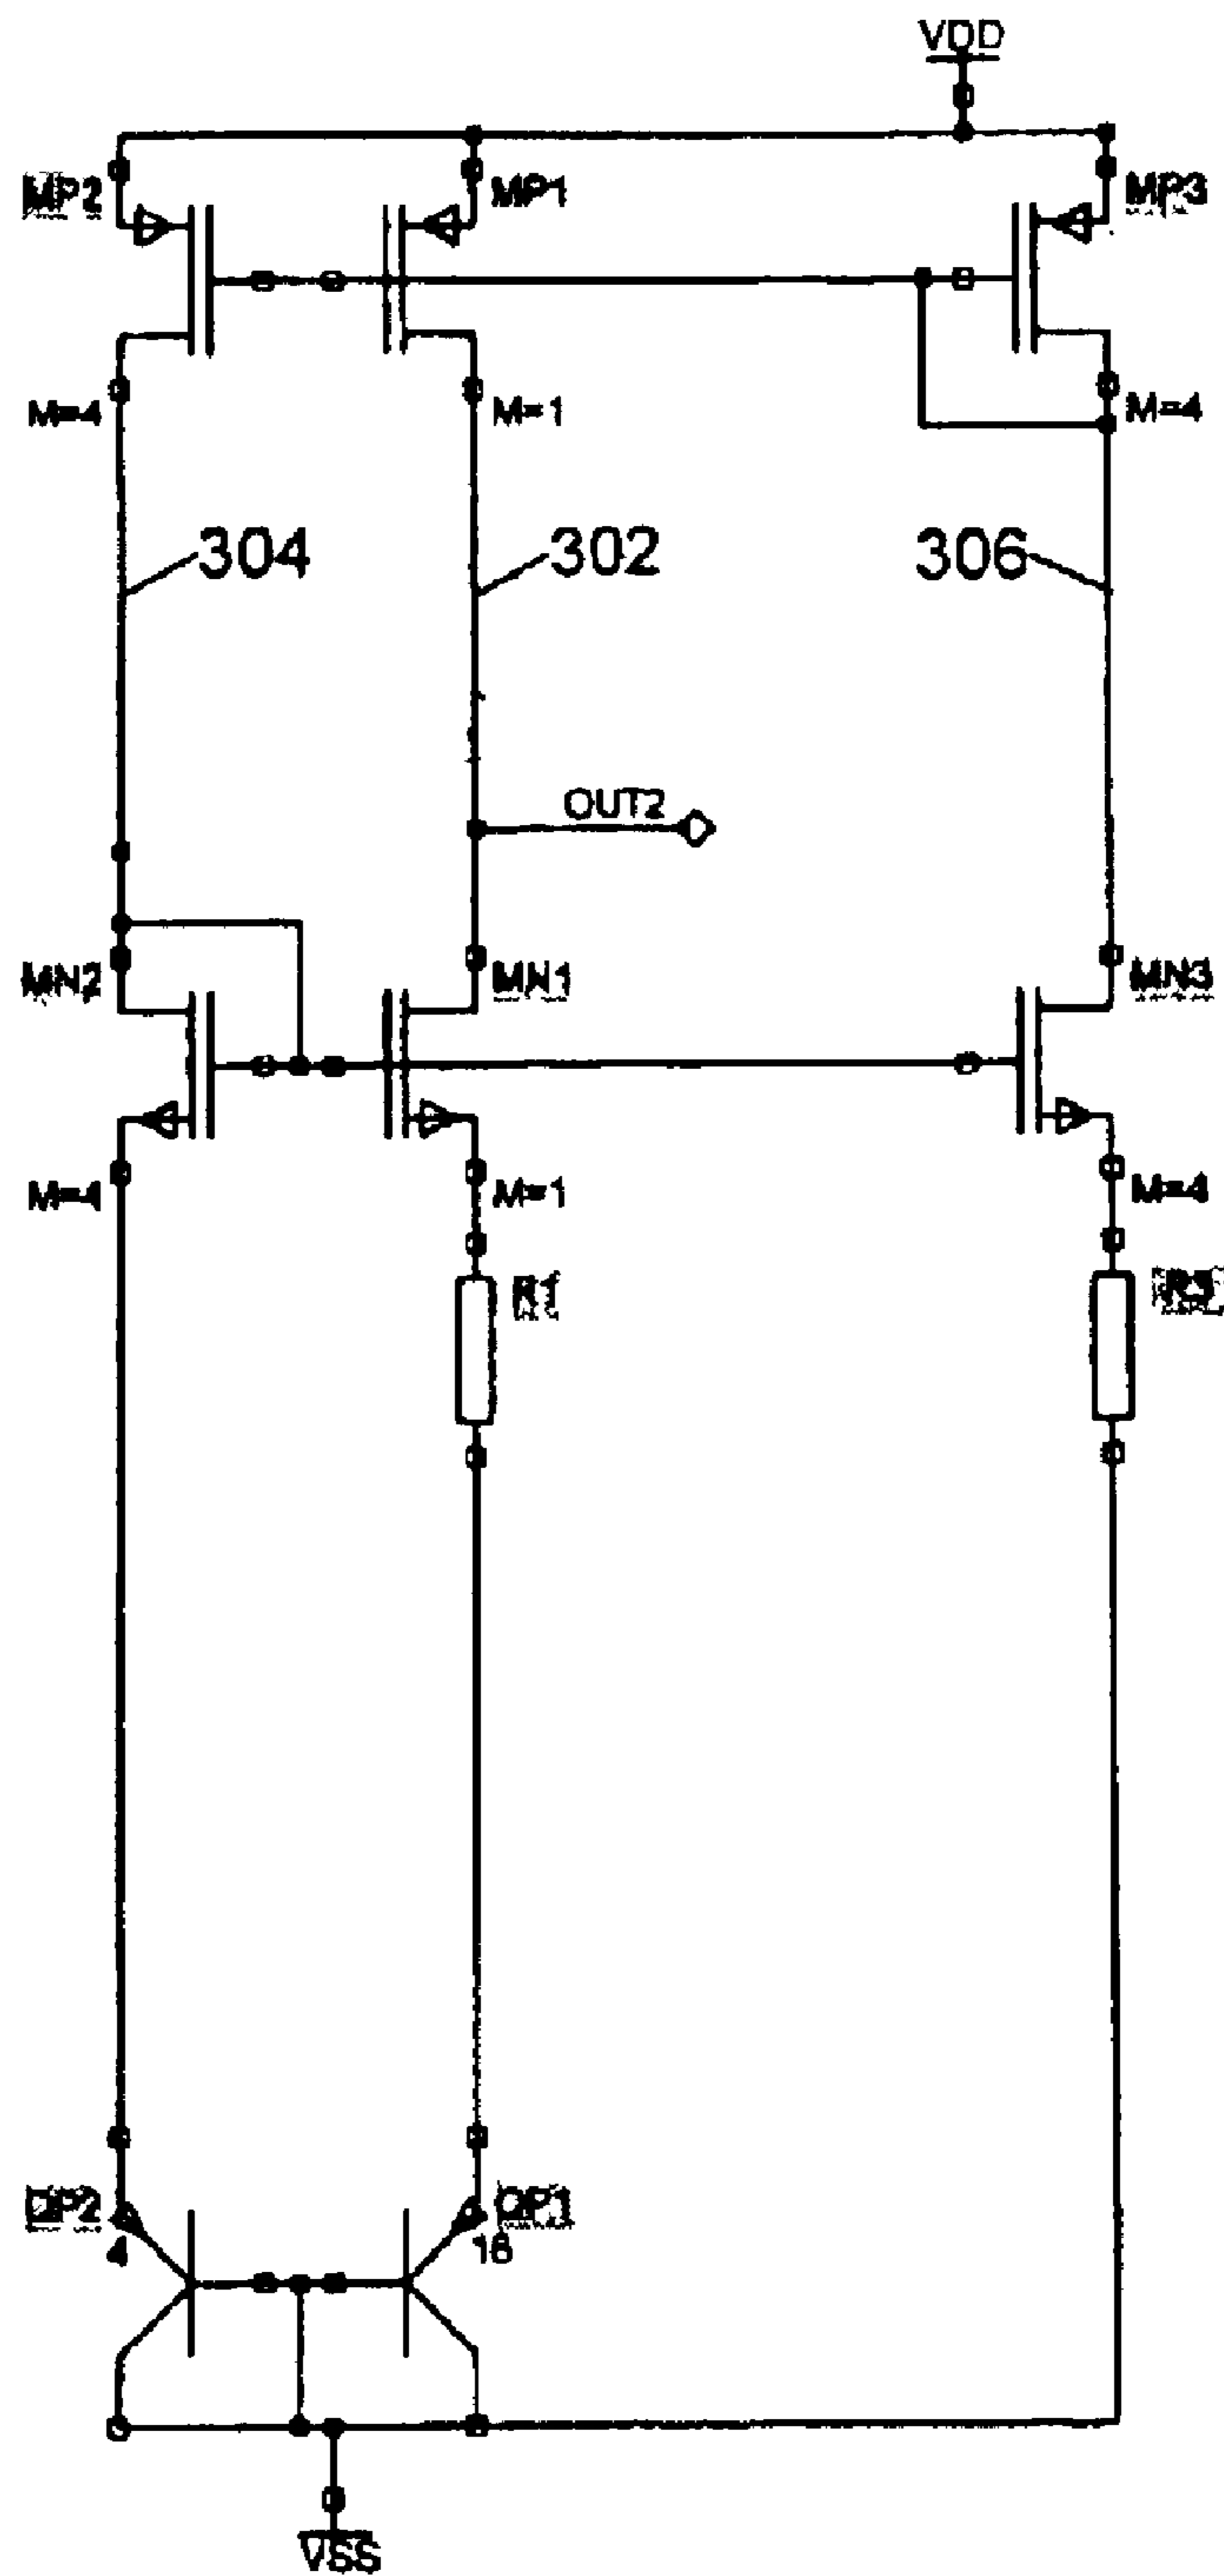 VDD
MP2
MP1
MP3
M=4
M=1
M=4
304
302
306
OUT2
MN2
MN1
MN3
M=4
M=1
M=4
R1
QP2
4
QP1
16
VSS